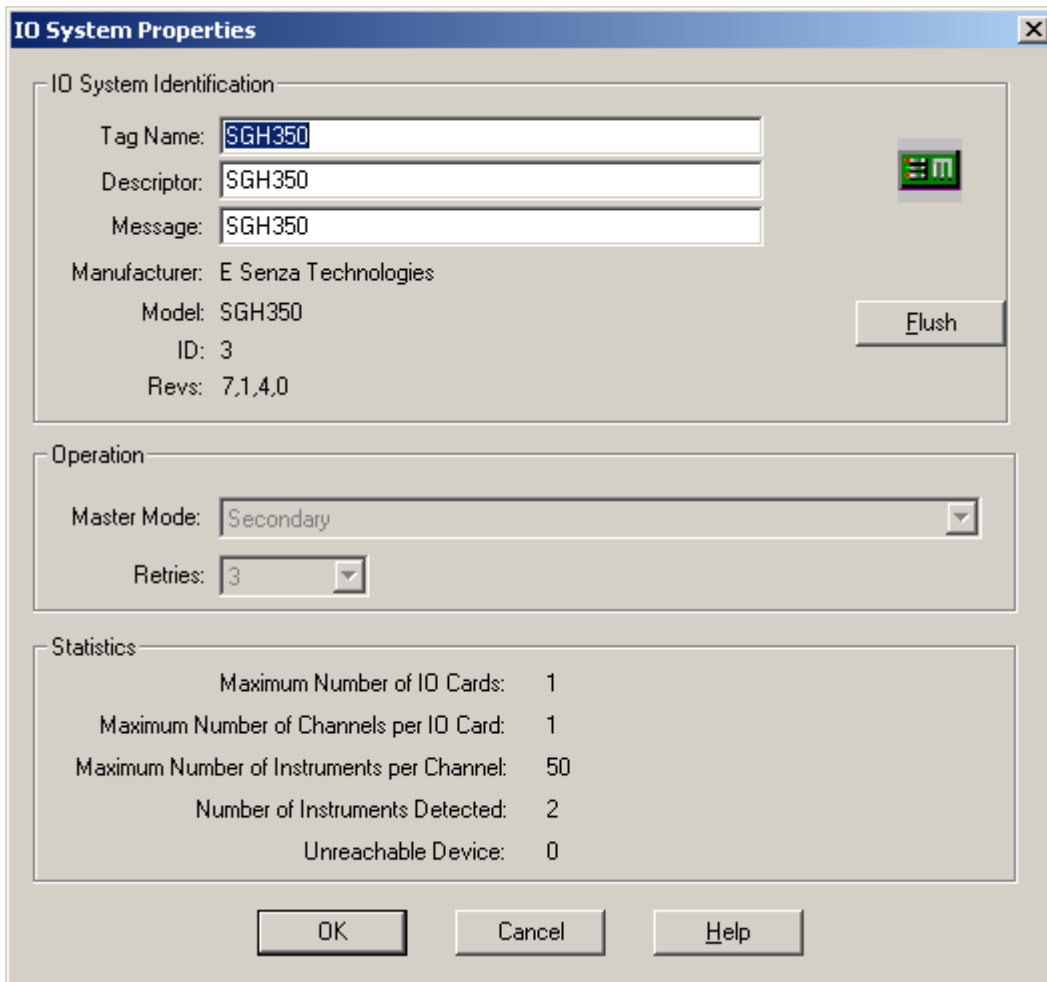 IO System Properties
IO System Identification
Tag Name: SGH350
Descriptor: SGH350
Message: SGH350
Manufacturer: E Senza Technologies
Model: SGH350
Flush
ID: 3
Revs: 7,1,4,0
Operation
Master Mode: Secondary
Retries: 3
Statistics
Maximum Number of IO Cards: 1
Maximum Number of Channels per IO Card: 1
Maximum Number of Instruments per Channel: 50
Number of Instruments Detected: 2
Unreachable Device: 0
OK Cancel Help